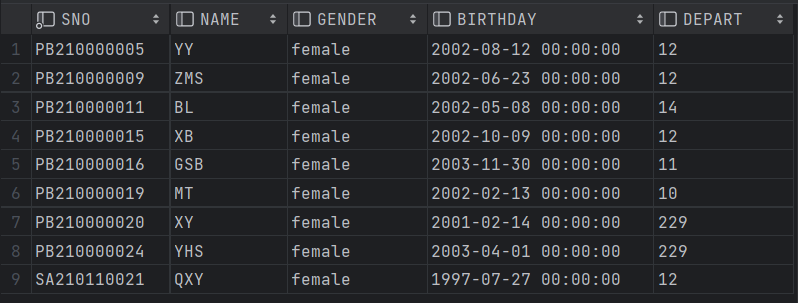 SNO NAME GENDER BIRTHDAY DEPART
1 PB210000005 YY female 2002-08-12 00:00:00 12
2 PB210000009 ZMS female 2002-06-23 00:00:00 12
3 PB210000011 BL female 2002-05-08 00:00:00 14
4 PB210000015 XB female 2002-10-09 00:00:00 12
5 PB210000016 GSB female 2003-11-30 00:00:00 11
6 PB210000019 MT female 2002-02-13 00:00:00 10
7 PB210000020 XY female 2001-02-14 00:00:00 229
8 PB210000024 YHS female 2003-04-01 00:00:00 229
9 SA210110021 QXY female 1997-07-27 00:00:00 12